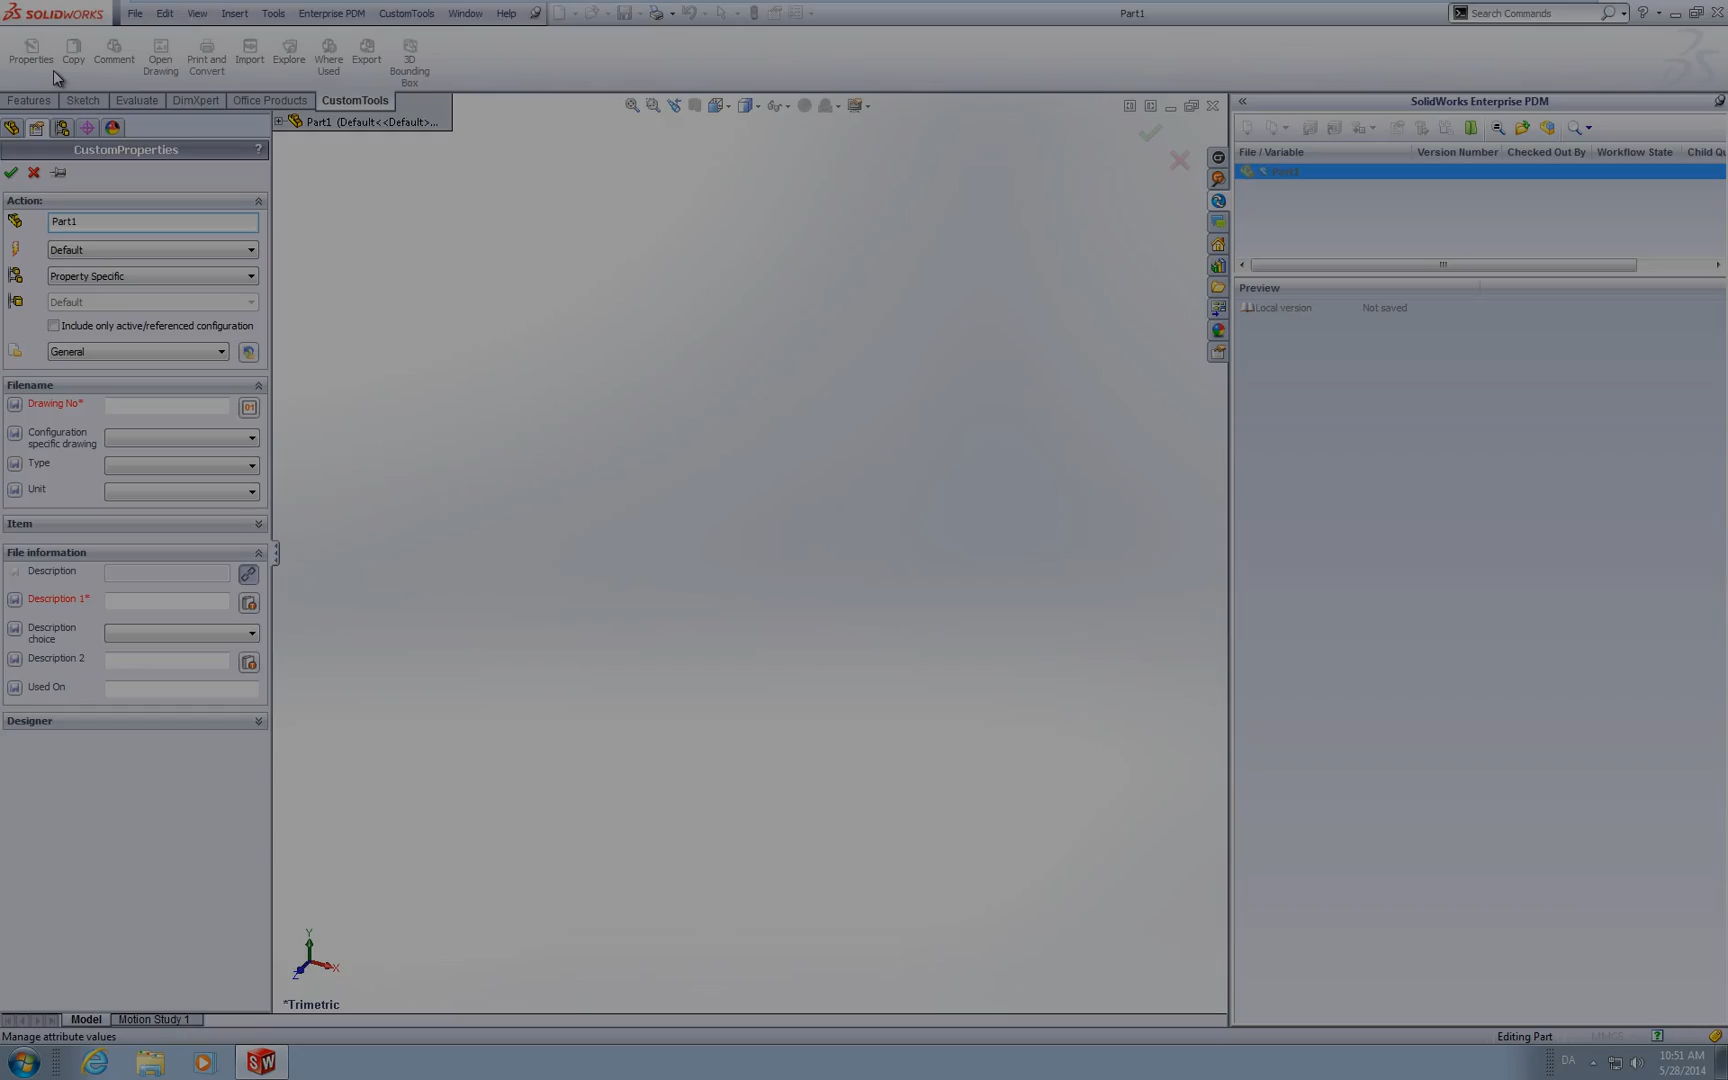 SOLIDWORKS File Edit View Insert Tools Enterprise PDM CustomTools Window Help Part1 Search Commands
Properties Copy Comment Open Drawing Print and Convert Import Explore Where Used Export 3D Bounding Box
Features Sketch Evaluate DimXpert Office Products CustomTools
Part1 (Default<<Default>...
CustomProperties ?
Action:
Part1
Default
Property Specific
Default
Include only active/referenced configuration
General
Filename
Drawing No*
01
Configuration specific drawing
Type
Unit
Item
File information
Description
Description 1*
Description choice
Description 2
Used On
Designer
Y
X
Z
*Trimetric
SolidWorks Enterprise PDM
File / Variable Version Number Checked Out By Workflow State Child Qu
Part1
Preview
Local version Not saved
Model Motion Study 1
Manage attribute values Editing Part MMGS
DA 10:51 AM
5/28/2014